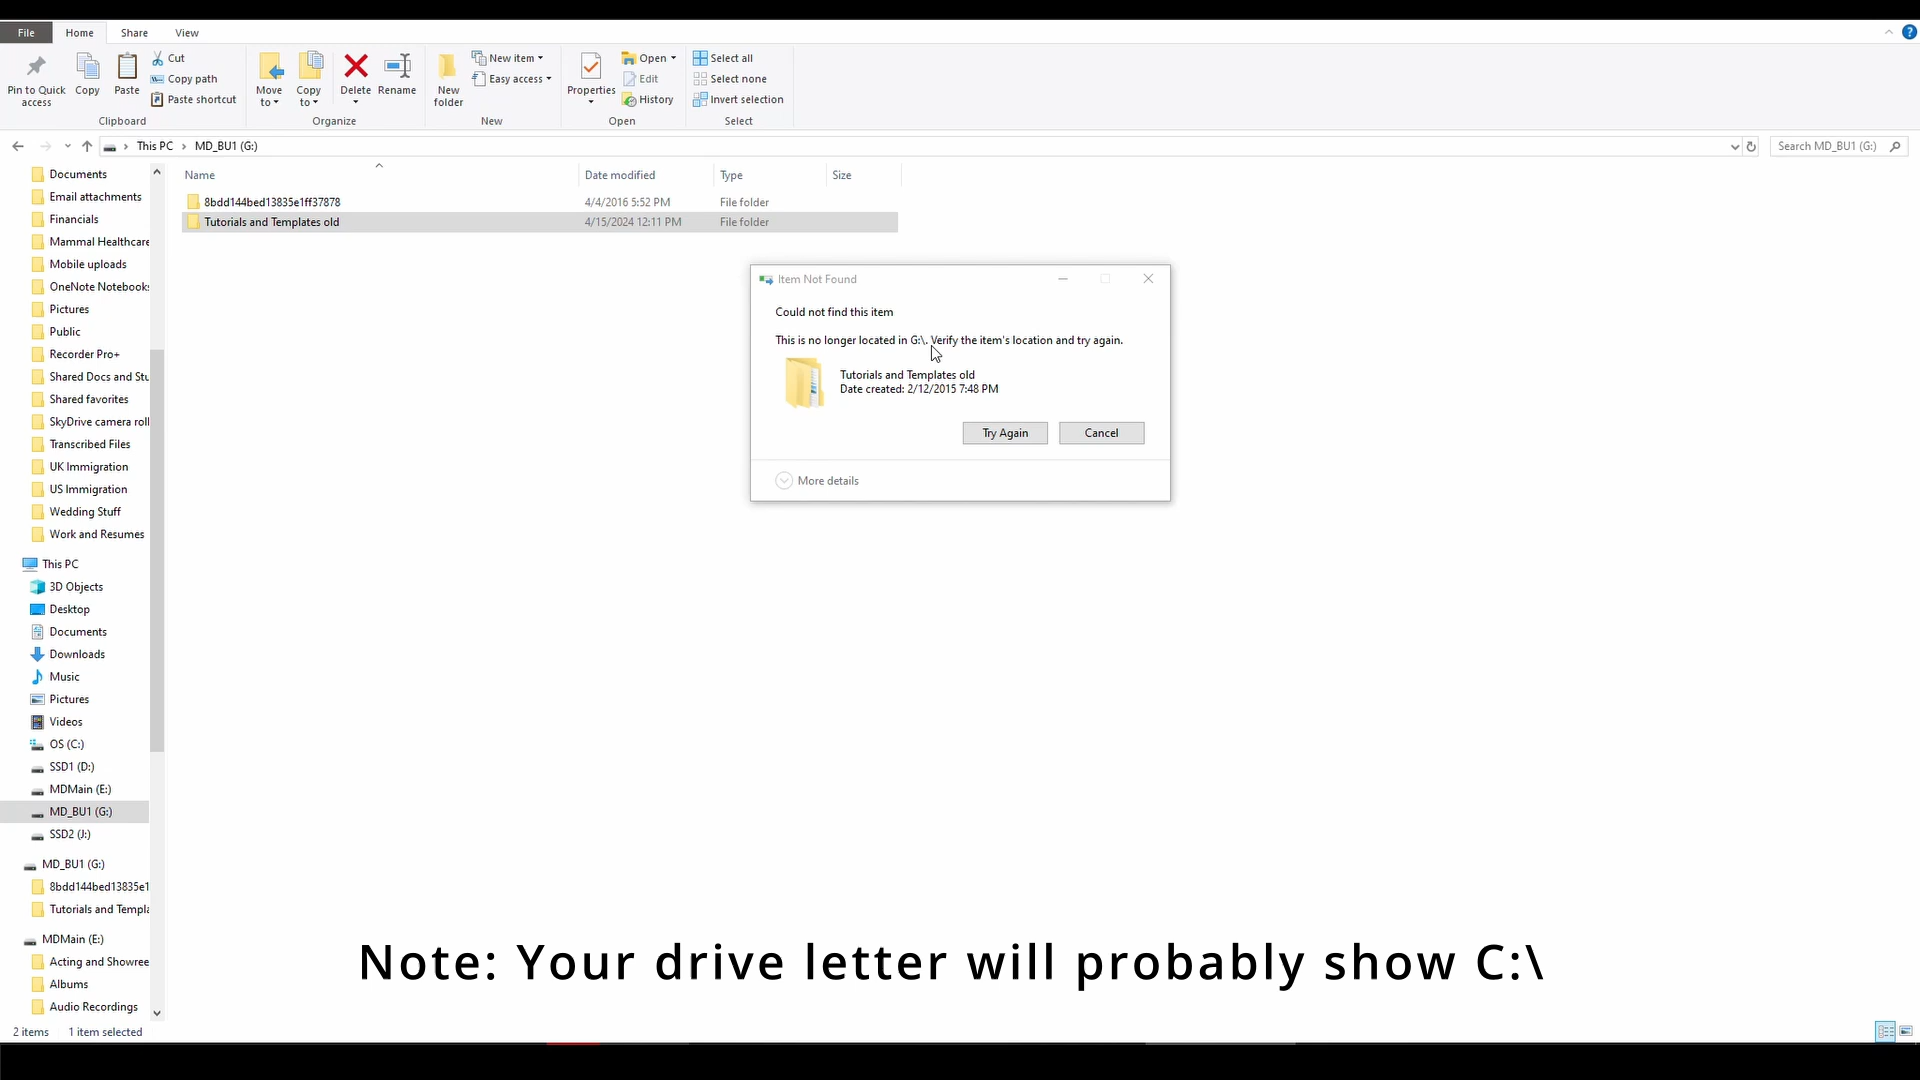 File Home Share View
Pin to Quick access
Copy
Paste
Cut
Copy path
Paste shortcut
Clipboard
Move to
Copy to
Delete
Rename
Organize
New folder
New item
Easy access
New
Properties
Open
Edit
History
Open
Select all
Select none
Invert selection
Select
This PC > MD_BU1 (G:)
Search MD_BU1 (G:)
Name Date modified Type Size
8bdd144bed13835e1ff37878 4/4/2016 5:52 PM File folder
Tutorials and Templates old 4/15/2024 12:11 PM File folder
Documents
Email attachments
Financials
Mammal Healthcare
Mobile uploads
OneNote Notebooks
Pictures
Public
Recorder Pro+
Shared Docs and Stu
Shared favorites
SkyDrive camera roll
Transcribed Files
UK Immigration
US Immigration
Wedding Stuff
Work and Resumes
This PC
3D Objects
Desktop
Documents
Downloads
Music
Pictures
Videos
OS (C:)
SSD1 (D:)
MDMain (E:)
MD_BU1 (G:)
SSD2 (J:)
MD_BU1 (G:)
8bdd144bed13835e1
Tutorials and Templa
MDMain (E:)
Acting and Showree
Albums
Audio Recordings
Item Not Found
Could not find this item
This is no longer located in G:\. Verify the item's location and try again.
Tutorials and Templates old
Date created: 2/12/2015 7:48 PM
Try Again
Cancel
More details
Note: Your drive letter will probably show C:\
2 items 1 item selected